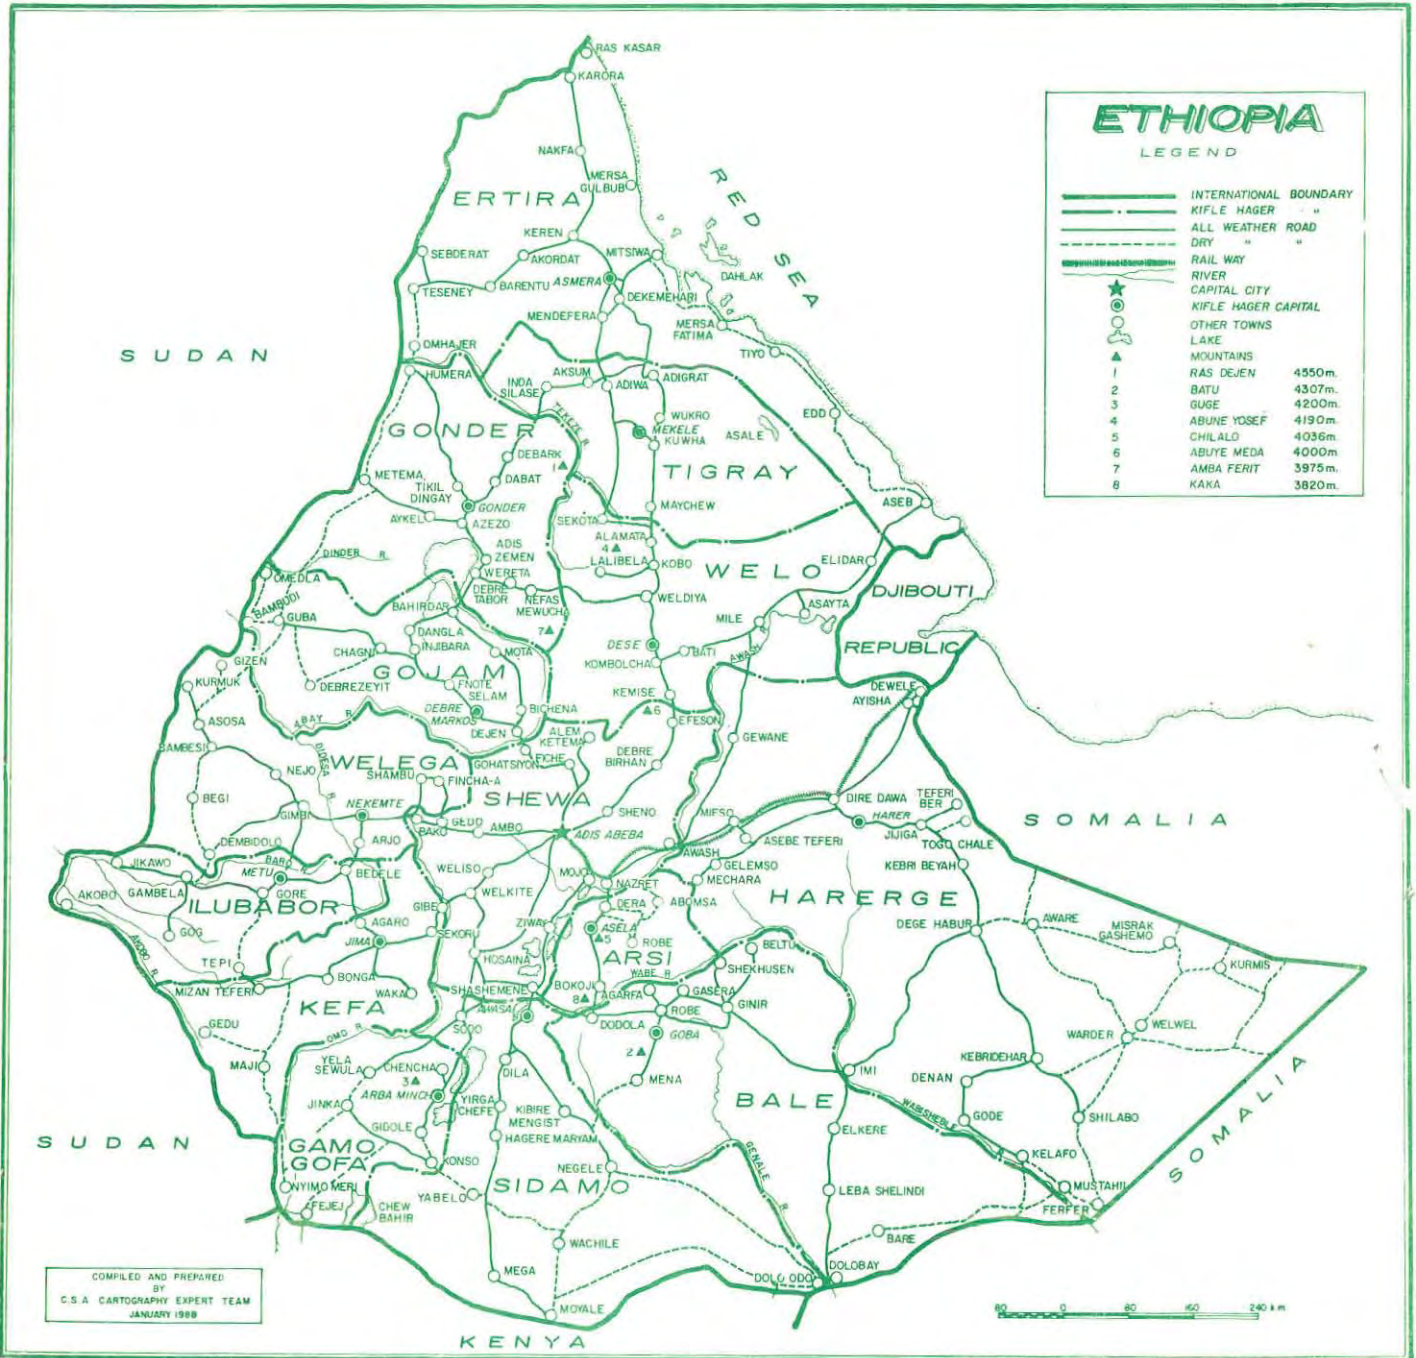 RAS KASAR
KARORA
ETHIOPIA
LEGEND
INTERNATIONAL BOUNDARY
KIFLE HAGER "
ALL WEATHER ROAD
DRY " "
RAIL WAY
RIVER
CAPITAL CITY
KIFLE HAGER CAPITAL
OTHER TOWNS
LAKE
MOUNTAINS
1 RAS DEJEN 4550m.
2 BATU 4307m.
3 GUGE 4200m.
4 ABUNE YOSEF 4190m.
5 CHILALO 4036m
6 ABUYE MEDA 4000m
7 AMBA FERIT 3975m.
8 KAKA 3820m.
NAKFA
MERSA
GULBUB
RED SEA
ERTIRA
KEREN
SEBDERAT
AKORDAT
MITSIWA
DAHLAK
TESENEY
BARENTU
ASMERA
DEKEMEHARI
MENDEFERA
MERSA
FATIMA
SUDAN
OMHAJER
TIYO
HUMERA
INDA
SILASE
AKSUM
ADIWA
ADIGRAT
TEKEZE R.
WUKRO
EDD
GONDER
MEKELE
KUWHA
ASALE
DEBARK
1
TIGRAY
METEMA
TIKIL
DINGAY
DABAT
GONDER
MAYCHEW
ASEB
AYKEL
AZEZO
SEKOTA
ADIS
ZEMEN
ALAMATA
4
DINDER R.
LALIBELA
KOBO
WELO
ELIDAR
OMEDLA
WERETA
DEBRE
TABOR
NEFAS
MEWUCHA
WELDIYA
DJIBOUTI
REPUBLIC
BAMBUDI
GUBA
BAHIRDAR
ASAYTA
MILE
DANGLA
INJIBARA
7
DESE
CHAGNI
MOTA
BATI
AWASH R.
GIZEN
GOJAM
KOMBOLCHA
KURMUK
DEBREZEYIT
FNOTE
SELAM
KEMISE
DEWELE
AYISHA
DEBRE
MARKOS
BICHENA
6
ASOSA
ABAY R.
DEJEN
ALEM
KETEMA
EFESON
GEWANE
BAMBESI
DIDESA R.
WELEGA
GOHATSIYON
FICHE
DEBRE
BIRHAN
NEJO
SHAMBU
FINCHA-A
BEGI
NEKEMTE
SHEWA
DIRE DAWA
TEFERI
BER
GIMBI
BAKO
GEDO
AMBO
SHENO
MIESO
HARER
SOMALIA
ADIS ABEBA
JIJIGA
DEMBIDOLO
ARJO
ASEBE TEFERI
TOGO CHALE
AWASH
JIKAWO
BARO
METU
BEDELE
WELISO
MOJO
GELEMSO
KEBRI BEYAH
NAZRET
MECHARA
AKOBO
GAMBELA
GORE
WELKITE
DERA
ABOMSA
HARERGE
ILUBABOR
GIBE
GOG
AGARO
ZIWAY
ASELA
DEGE HABUR
AWARE
MISRAK
GASHEMO
AKOBO R.
JIMA
SEKORU
5
ROBE
BELTU
ARSI
TEPI
HOSAINA
WABE R.
SHEKHUSEN
KURMIS
MIZAN TEFERI
BONGA
WAKA
SHASHEMENE
BOKOJI
8
AGARFA
GASERA
KEFA
AWASA
ROBE
GINIR
GEDU
OMO R.
SODO
DODOLA
GOBA
WARDER
WELWEL
MAJI
YELA
SEWULA
CHENCHA
3
DILA
2
MENA
IMI
KEBRIDEHAR
DENAN
ARBA MINCH
YIRGA
CHEFE
KIBIRE
MENGIST
BALE
WABISHEBLE
GODE
SHILABO
JINKA
GIDOLE
HAGERE MARYAM
ELKERE
SOMALIA
SUDAN
GAMO
GOFA
KONSO
NEGELE
GENALE R.
KELAFO
NYIMO MERI
YABELO
SIDAMO
LEBA SHELINDI
MUSTAHIL
FEJEJ
CHEW
BAHIR
FERFER
WACHILE
BARE
MEGA
DOLO ODO
DOLOBAY
MOYALE
COMPILED AND PREPARED
BY
C.S.A CARTOGRAPHY EXPERT TEAM
JANUARY 1988
80 0 80 160 240 km
KENYA